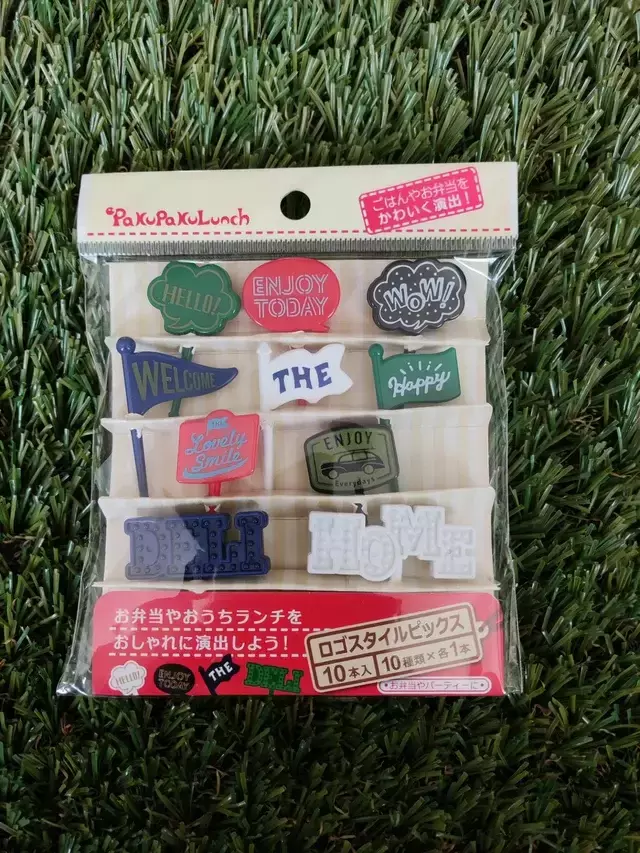 PaKuPaKuLunch
ごはんやお弁当を
かわいく演出！
HELLO!
ENJOY
TODAY
WOW!
WELCOME
THE
Happy
Lovely
Smile
ENJOY
Everyday
DELI
HOME
お弁当やおうちランチを
おしゃれに演出しよう！
ロゴスタイルピックス
10本入 10種類×各1本
お弁当やパーティーに
HELLO!
ENJOY
TODAY
THE
DELI